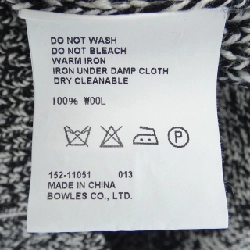 DO NOT WASH
DO NOT BLEACH
WARM IRON
IRON UNDER DAMP CLOTH
DRY CLEANABLE
100% WOOL
P
152-11051 013
MADE IN CHINA
BOWLES CO., LTD.